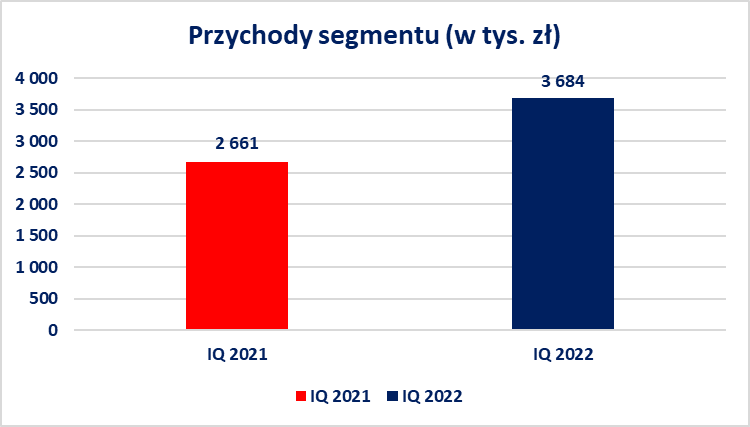 Przychody segmentu (w tys. zł)
4 000
3 500
3 000
2 500
2 000
1 500
1 000
500
0
2 661
3 684
IQ 2021
IQ 2022
IQ 2021
IQ 2022